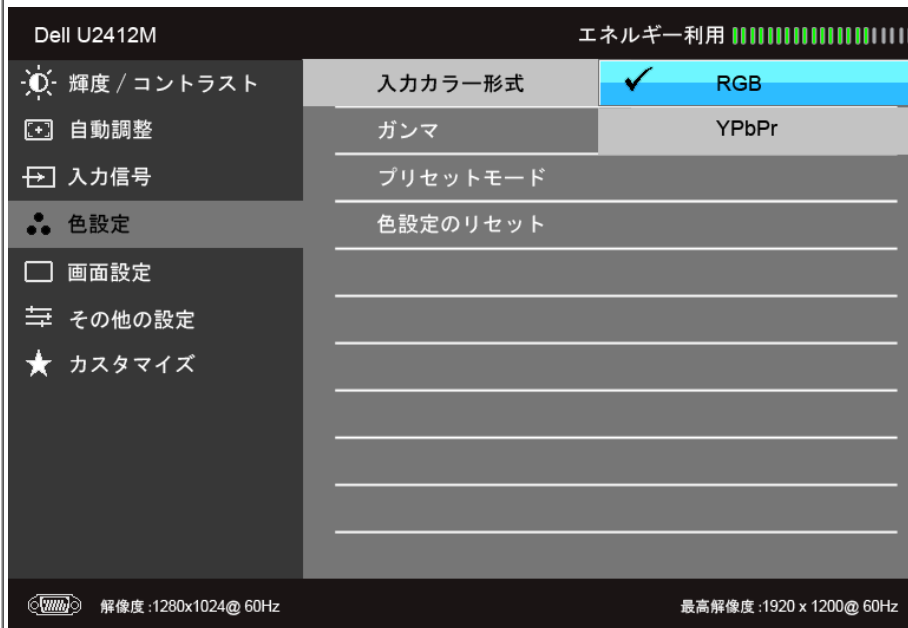 Dell U2412M エネルギー利用
輝度 / コントラスト 入力カラー形式 ✓ RGB
自動調整 ガンマ YPbPr
入力信号 プリセットモード
色設定 色設定のリセット
画面設定
その他の設定
カスタマイズ
解像度 :1280x1024@ 60Hz 最高解像度 :1920 x 1200@ 60Hz